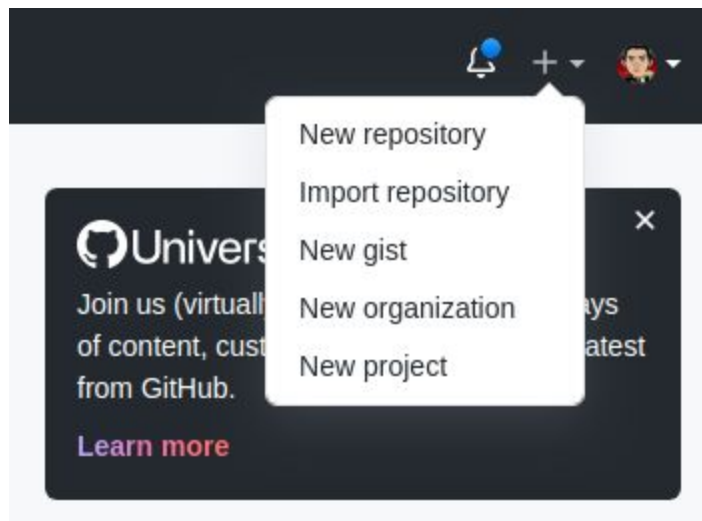 New repository
Import repository
New gist
New organization
New project
Univers
Join us (virtuall ays
of content, cust atest
from GitHub.
Learn more